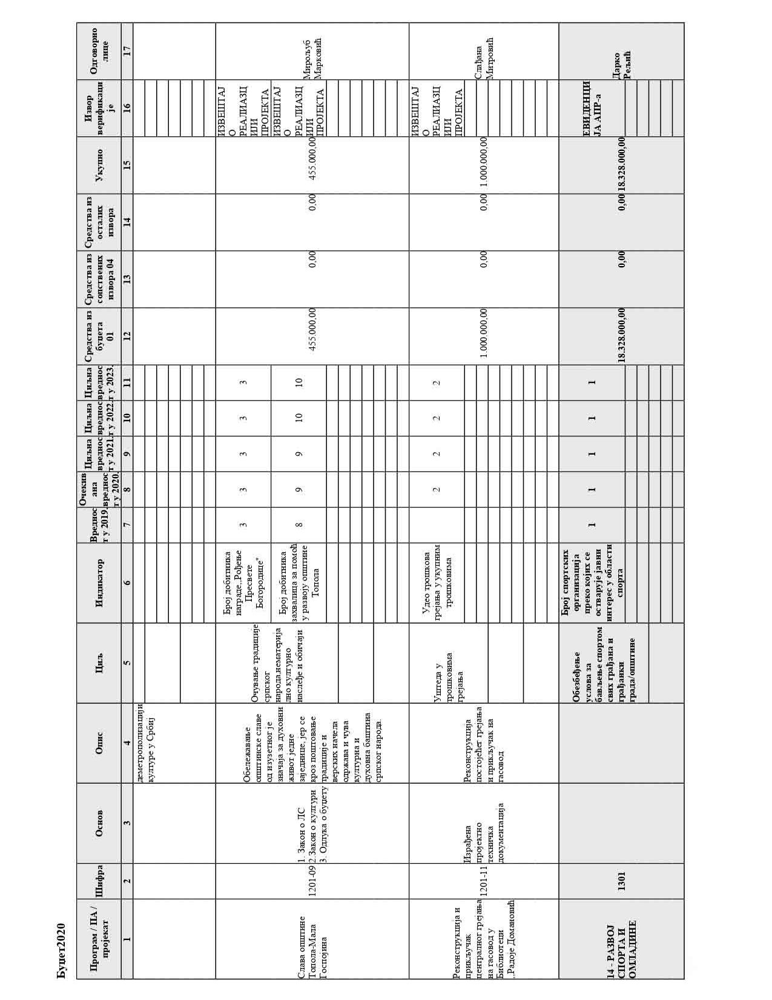 Буџет2020
Програм / ПА /
пројекат
Шифра
Основ
Опис
Циљ
Индикатор
Вреднос
т у 2019.
Очекив
ана
вреднос
т у 2020.
Циљна
вреднос
т у 2021.
Циљна
вреднос
т у 2022.
Циљна
вреднос
т у 2023.
Средства из
буџета
01
Средства из
сопствених
извора 04
Средства из
осталих
извора
Укупно
Извор
верификаци
је
Одговорно
лице
1
2
3
4
5
6
7
8
9
10
11
12
13
14
15
16
17
деметрополизацији
културе у Србиј
Слава општине
Топола-Мала
Госпојина
1201-09
1. Закон о ЛС
2.Закон о култури
3. Одлука о буџету
Обележавање
општинске славе
од изузетног је
значаја за духовни
живот једне
заједнице, јер се
кроз поштовање
традиције и
верских начела
одржава и чува
културна и
духовна баштина
српског народа.
Очување традиције
српског
народа,нематерија
лно културно
наслеђе и обичаји
Број добитника
награде,,Рођење
Пресвете
Богородице"
3
3
3
3
3
ИЗВЕШТАЈ
О
РЕАЛИАЗЦ
ИЈИ
ПРОЈЕКТА
Број добитника
захвалица за помоћ
у развоју општине
Топола
8
9
9
10
10
ИЗВЕШТАЈ
О
РЕАЛИАЗЦ
ИЈИ
ПРОЈЕКТА
455.000,00
0,00
0,00
455.000,00
Мирољуб
Марковић
Реконструкција и
прикључак
централног грејања
на гасовод у
Библиотеци
,,Радоје Домановић
1201-11
Израђена
пројектно
техничка
документација
Реконструкција
постојећег грејања
и прикључак на
гасовод
Уштеда у
трошковима
грејања
Удео трошкова
грејања у укупним
трошковима
2
2
2
2
1.000.000,00
0,00
0,00
1.000.000,00
ИЗВЕШТАЈ
О
РЕАЛИАЗЦ
ИЈИ
ПРОЈЕКТА
Слађана
Митровић
14 - РАЗВОЈ
СПОРТА И
ОМЛАДИНЕ
1301
Обезбеђење
услова за
бављење спортом
свих грађана и
грађанки
града/општине
Број спортских
организација
преко којих се
остварује јавни
интерес у области
спорта
1
1
1
1
1
18.328.000,00
0,00
0,00
18.328.000,00
ЕВИДЕНЦИ
ЈА АПР-а
Дарко
Рељић